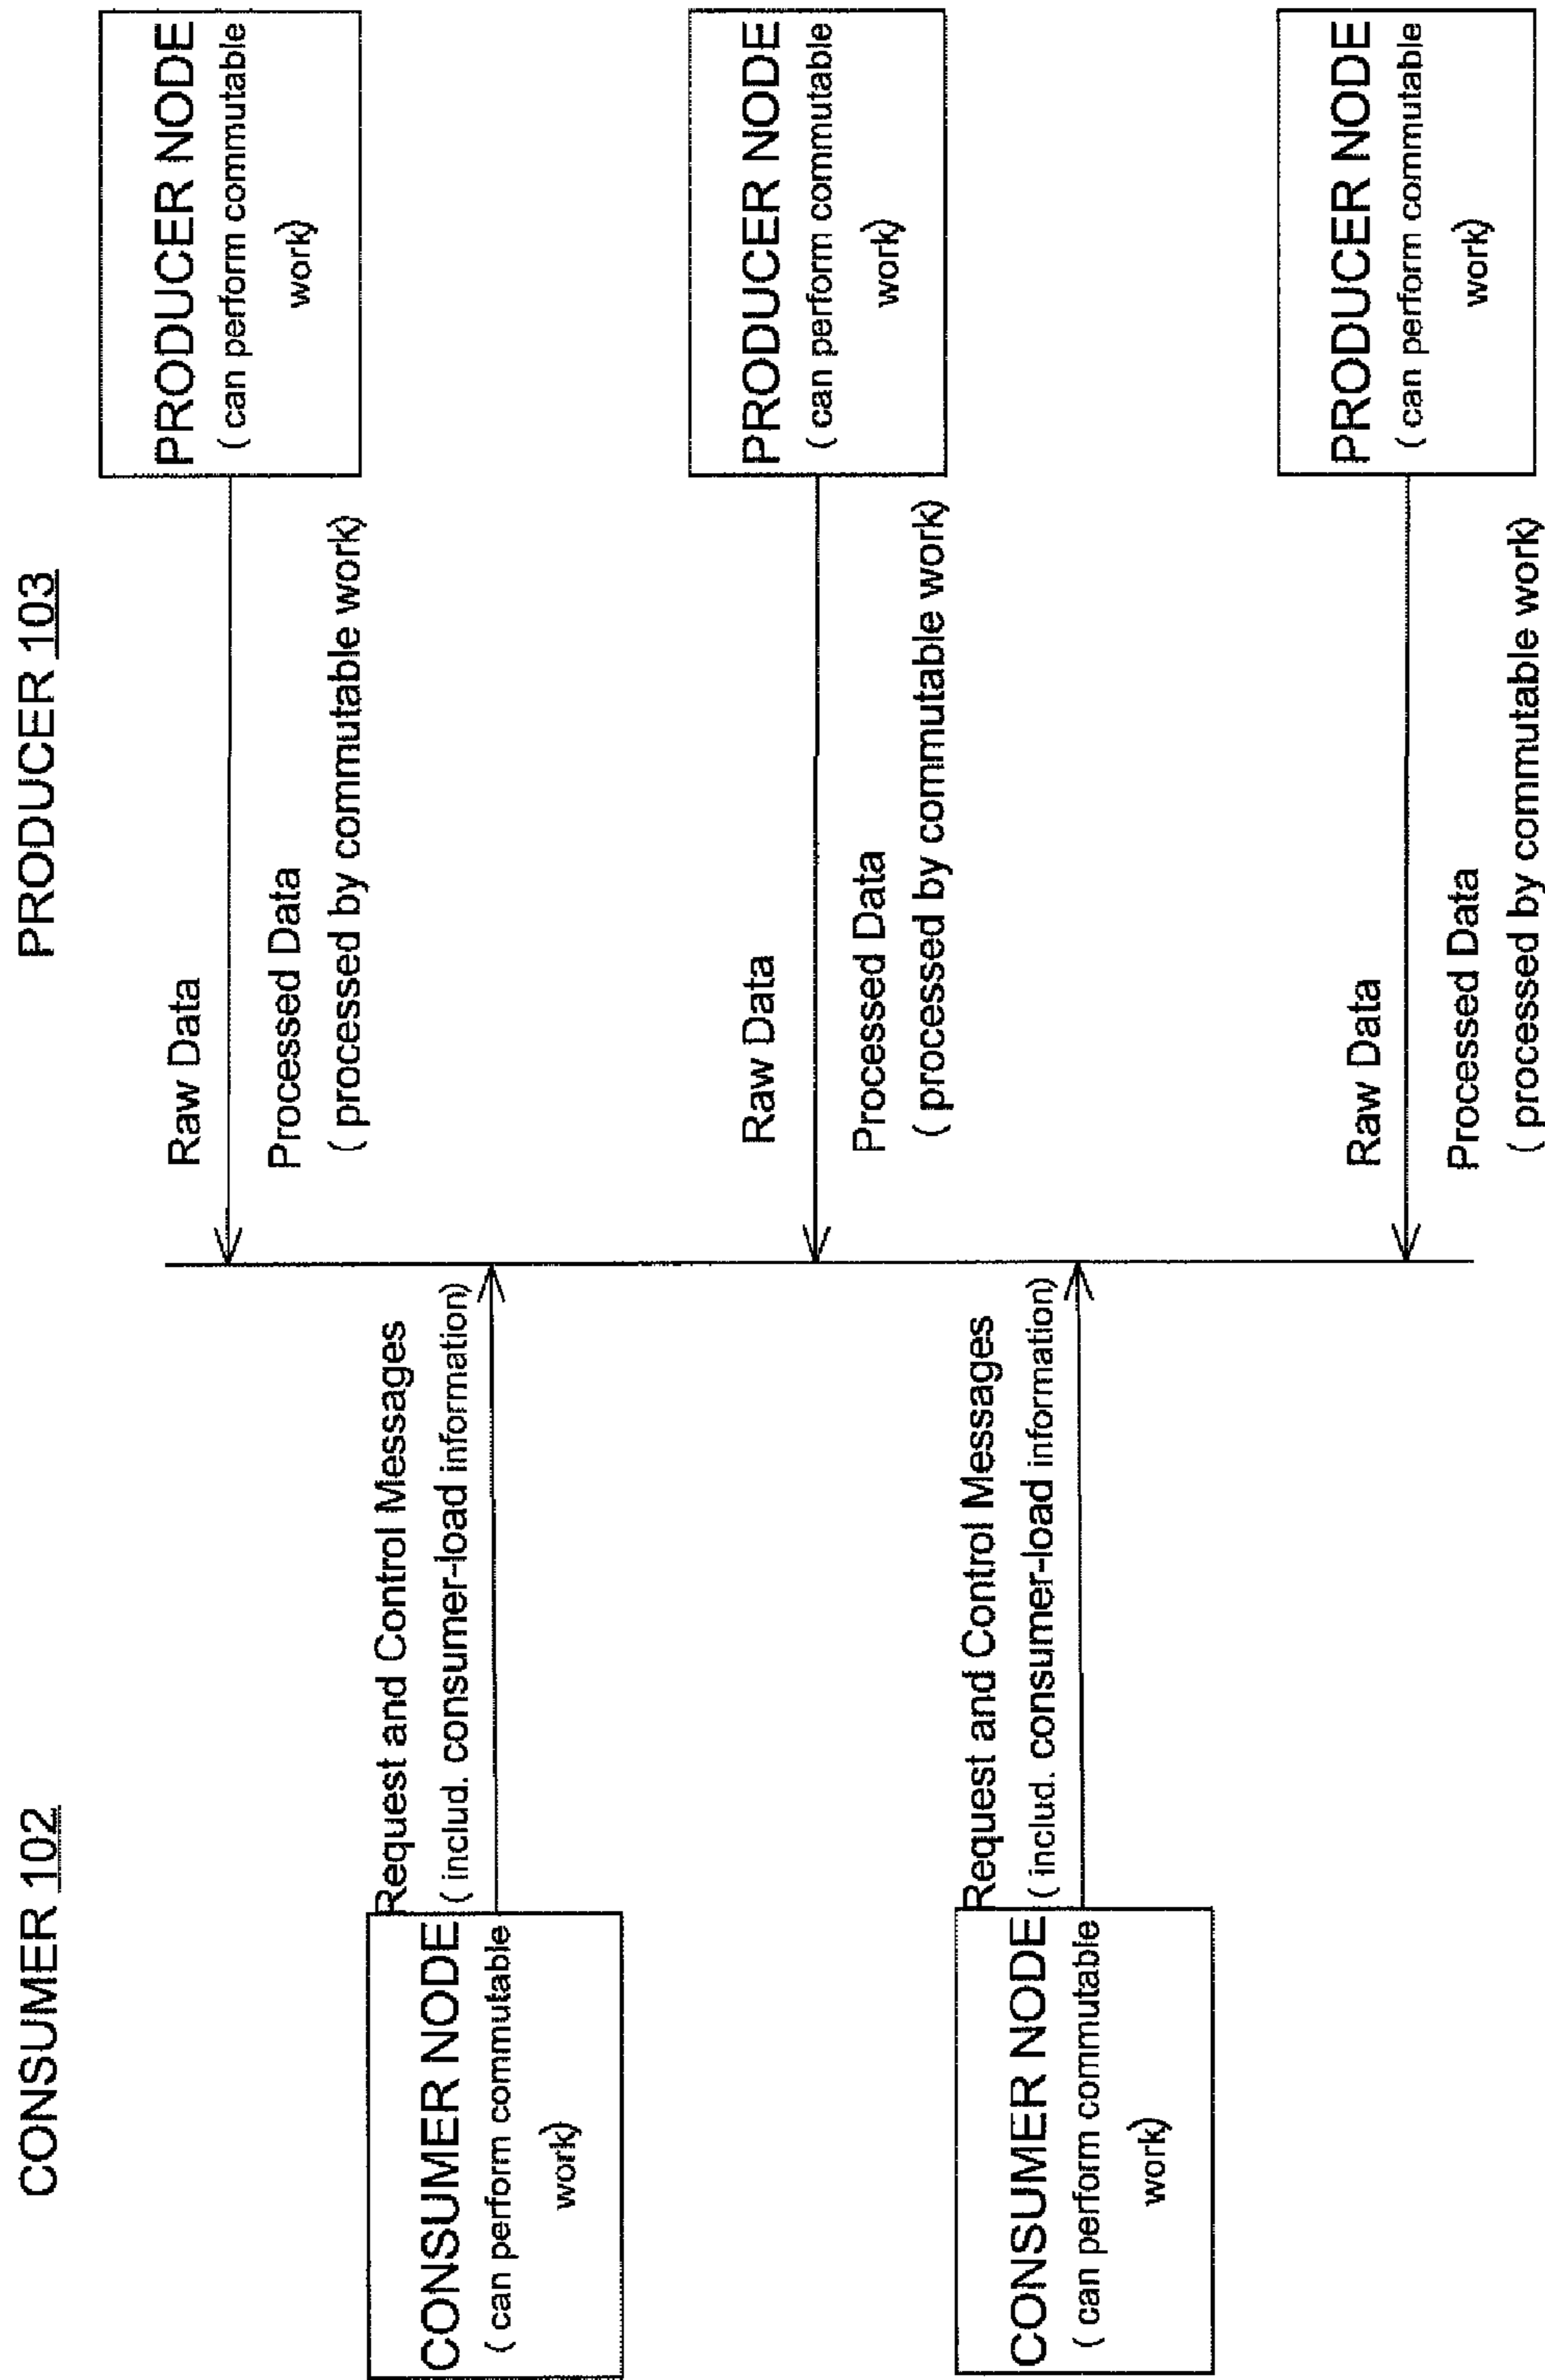 CONSUMER 102
PRODUCER 103
CONSUMER NODE
( can perform commutable
work)
Request and Control Messages
( includ. consumer-load information)
CONSUMER NODE
( can perform commutable
work)
Request and Control Messages
( includ. consumer-load information)
Raw Data
Processed Data
( processed by commutable work)
PRODUCER NODE
( can perform commutable
work)
Raw Data
Processed Data
( processed by commutable work)
PRODUCER NODE
( can perform commutable
work)
Raw Data
Processed Data
( processed by commutable work)
PRODUCER NODE
( can perform commutable
work)